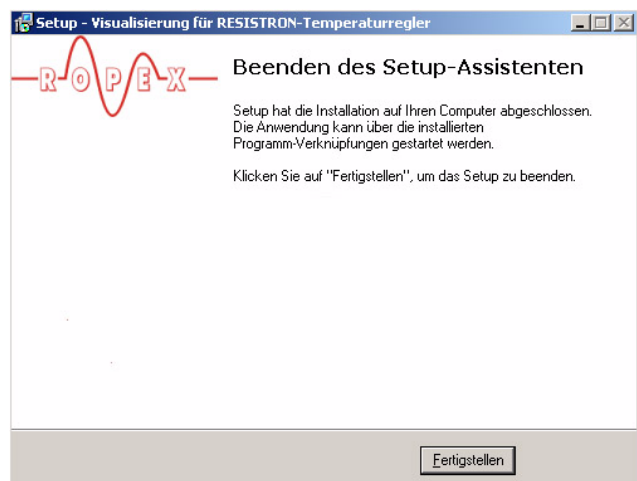 Setup - Visualisierung für RESISTRON-Temperaturregler
ROPEX
Beenden des Setup-Assistenten
Setup hat die Installation auf Ihren Computer abgeschlossen.
Die Anwendung kann über die installierten
Programm-Verknüpfungen gestartet werden.
Klicken Sie auf "Fertigstellen", um das Setup zu beenden.
Fertigstellen